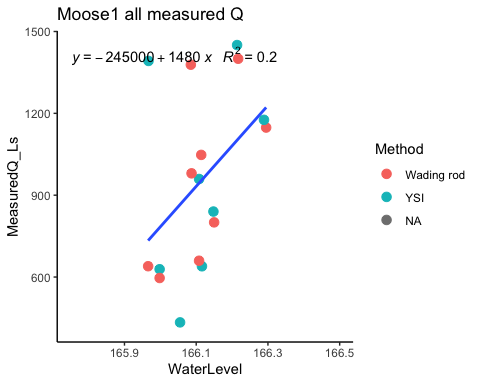 Moose1 all measured Q
y = − 245000 + 1480 x   R² = 0.2
MeasuredQ_Ls
1500
1200
900
600
165.9 166.1 166.3 166.5
WaterLevel
Method
Wading rod
YSI
NA